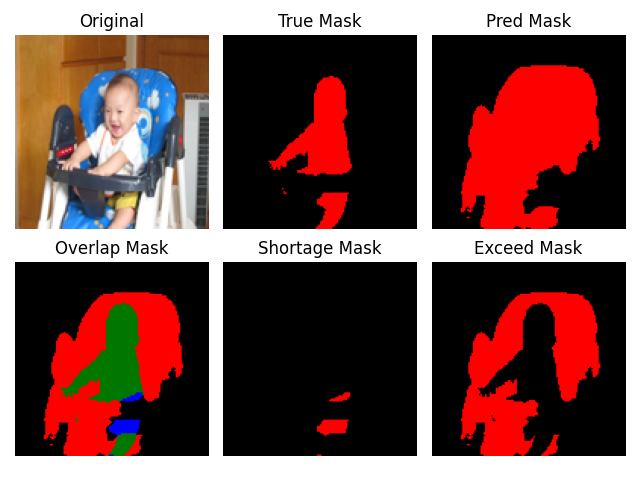 Original
True Mask
Pred Mask
Overlap Mask
Shortage Mask
Exceed Mask